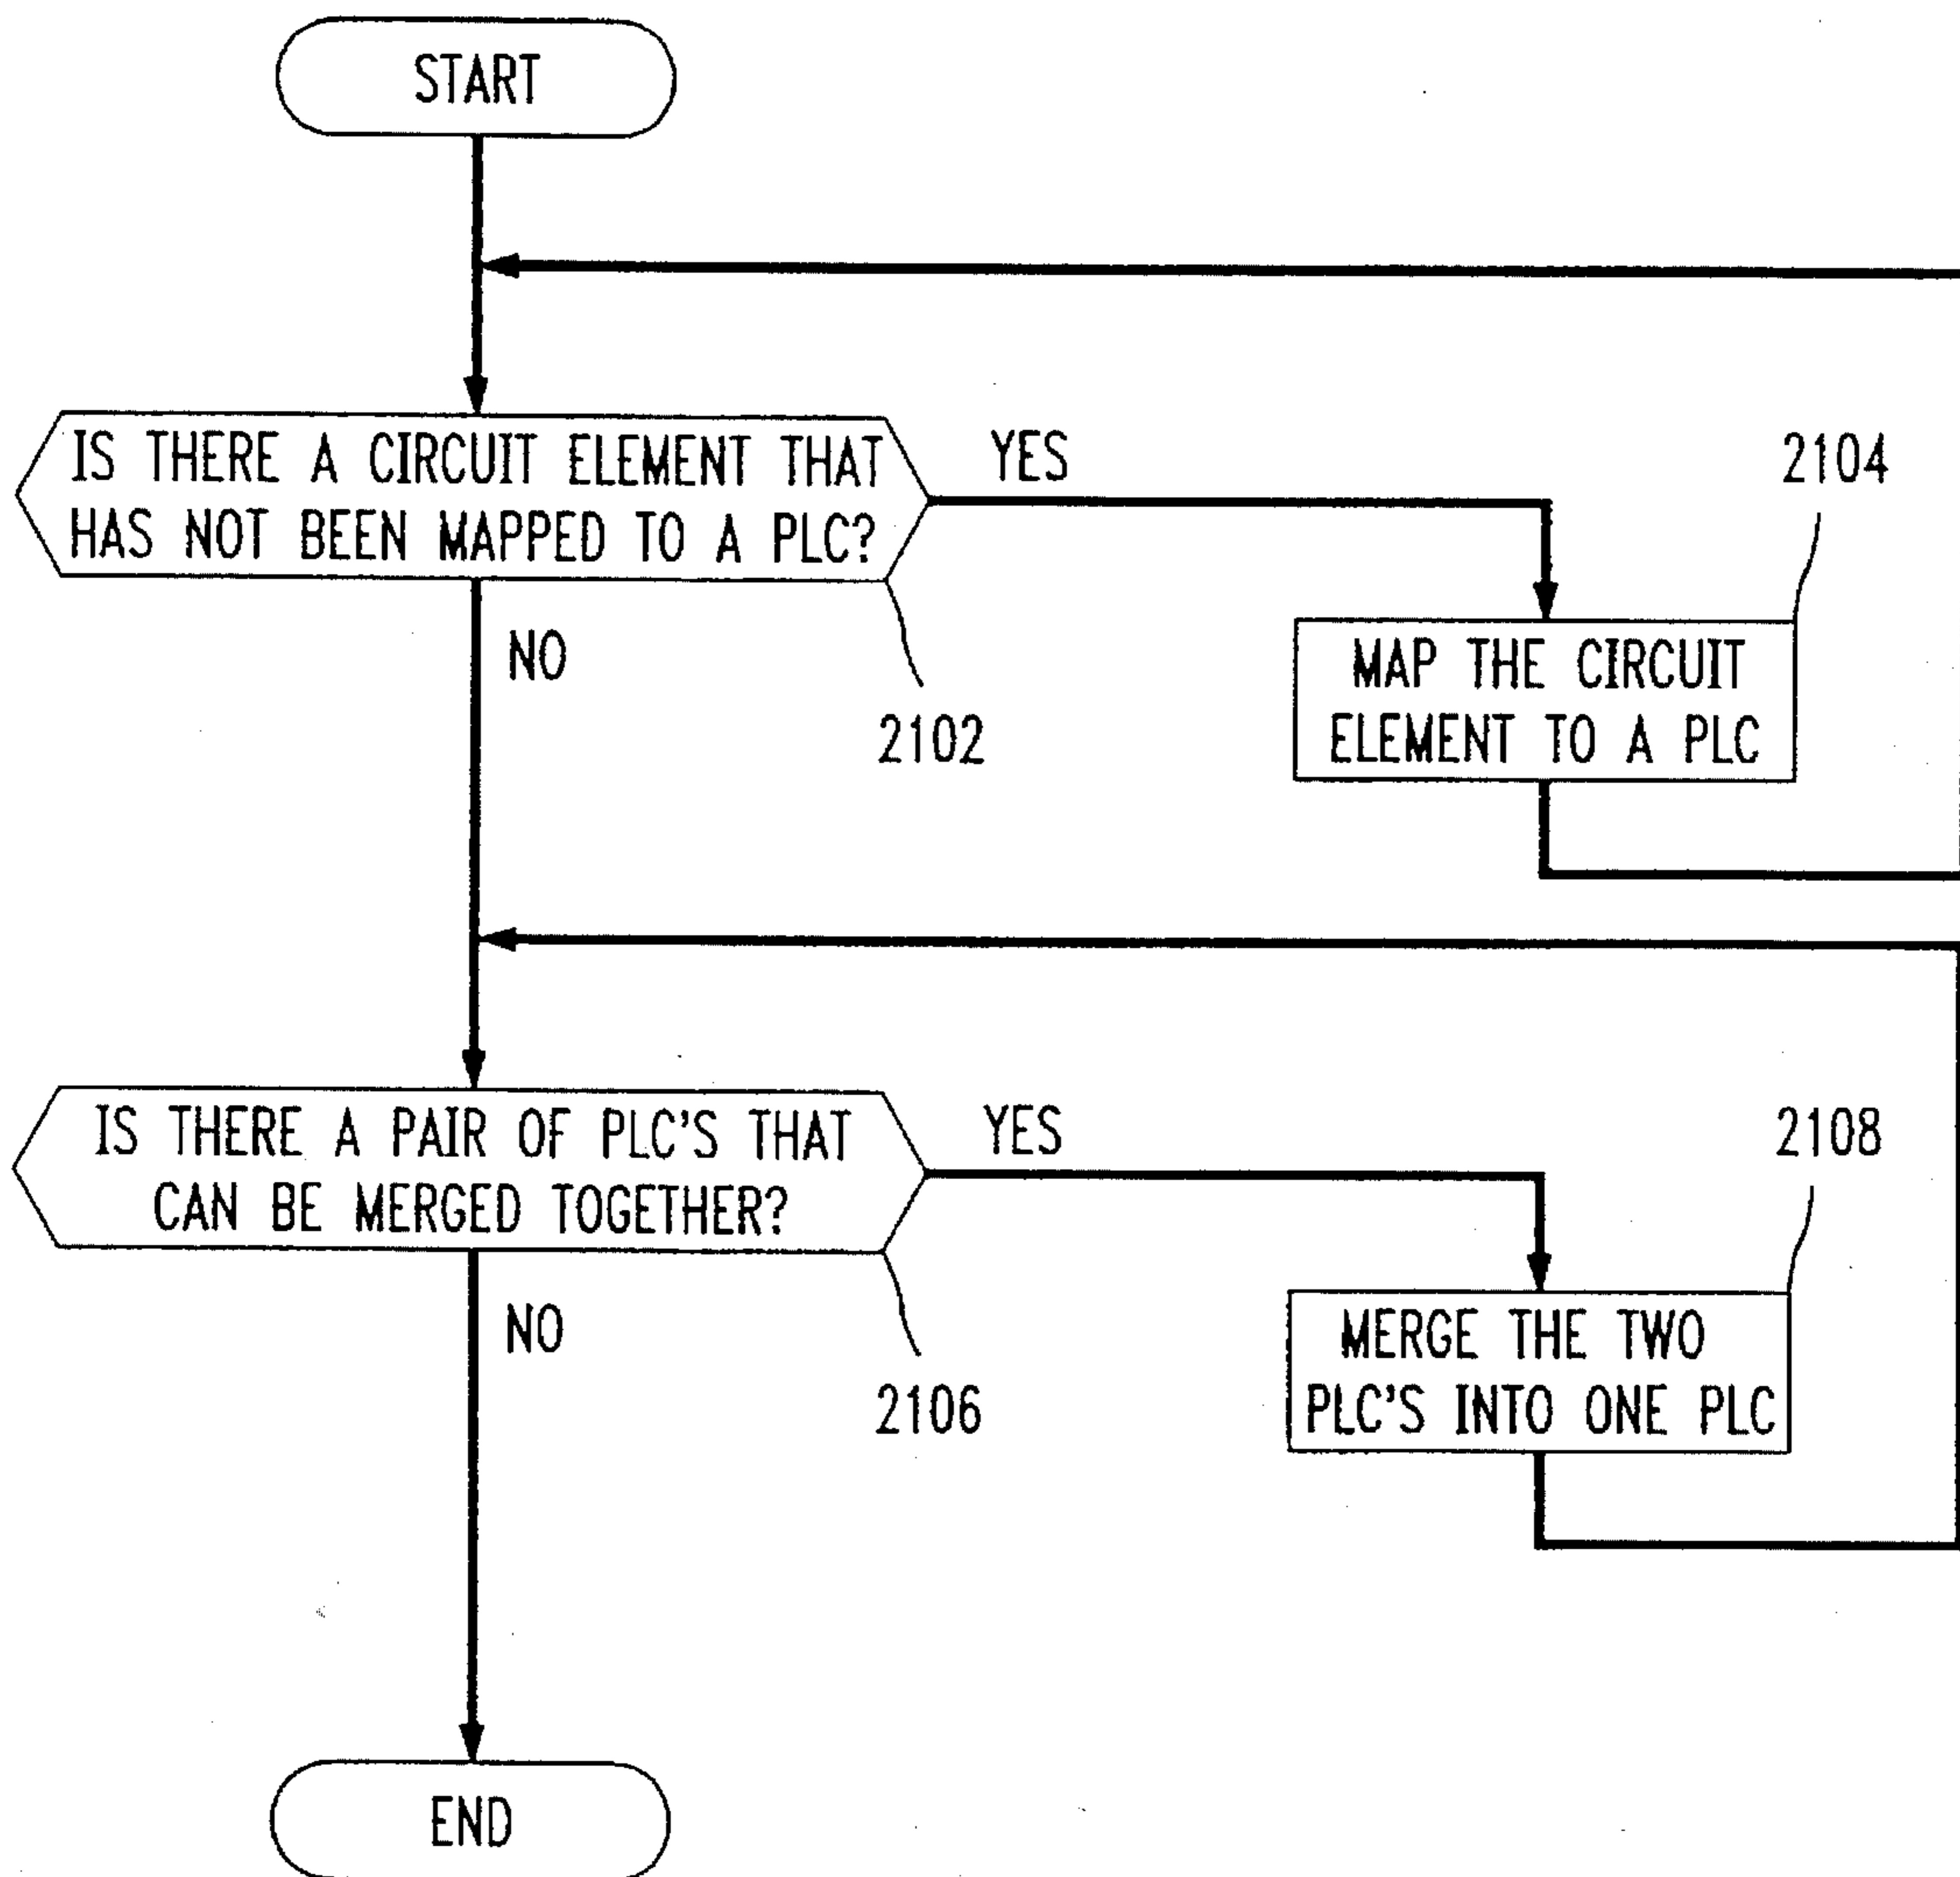 START
IS THERE A CIRCUIT ELEMENT THAT
HAS NOT BEEN MAPPED TO A PLC?
YES
2104
NO
2102
MAP THE CIRCUIT
ELEMENT TO A PLC
IS THERE A PAIR OF PLC'S THAT
CAN BE MERGED TOGETHER?
YES
2108
NO
2106
MERGE THE TWO
PLC'S INTO ONE PLC
END